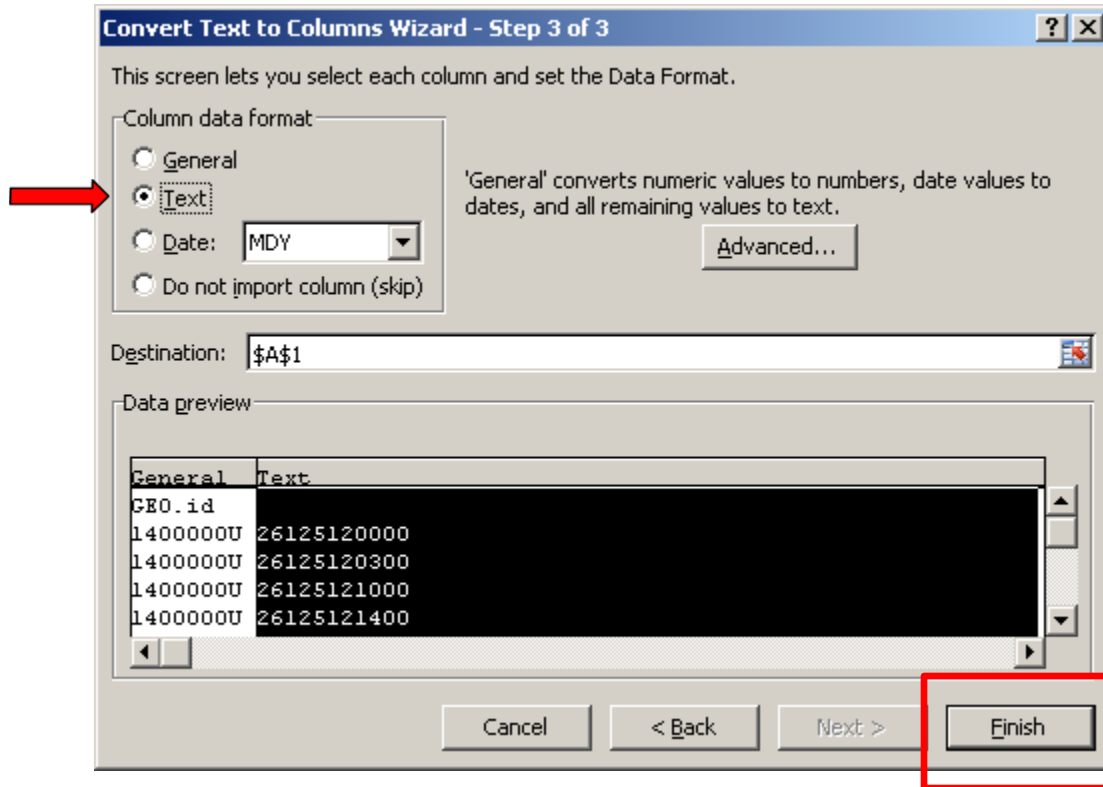 Convert Text to Columns Wizard - Step 3 of 3
This screen lets you select each column and set the Data Format.
Column data format
General
Text
Date: MDY
Do not import column (skip)
'General' converts numeric values to numbers, date values to
dates, and all remaining values to text.
Advanced...
Destination: $A$1
Data preview
General Text
GEO.id
1400000U 26125120000
1400000U 26125120300
1400000U 26125121000
1400000U 26125121400
Cancel < Back Next > Finish